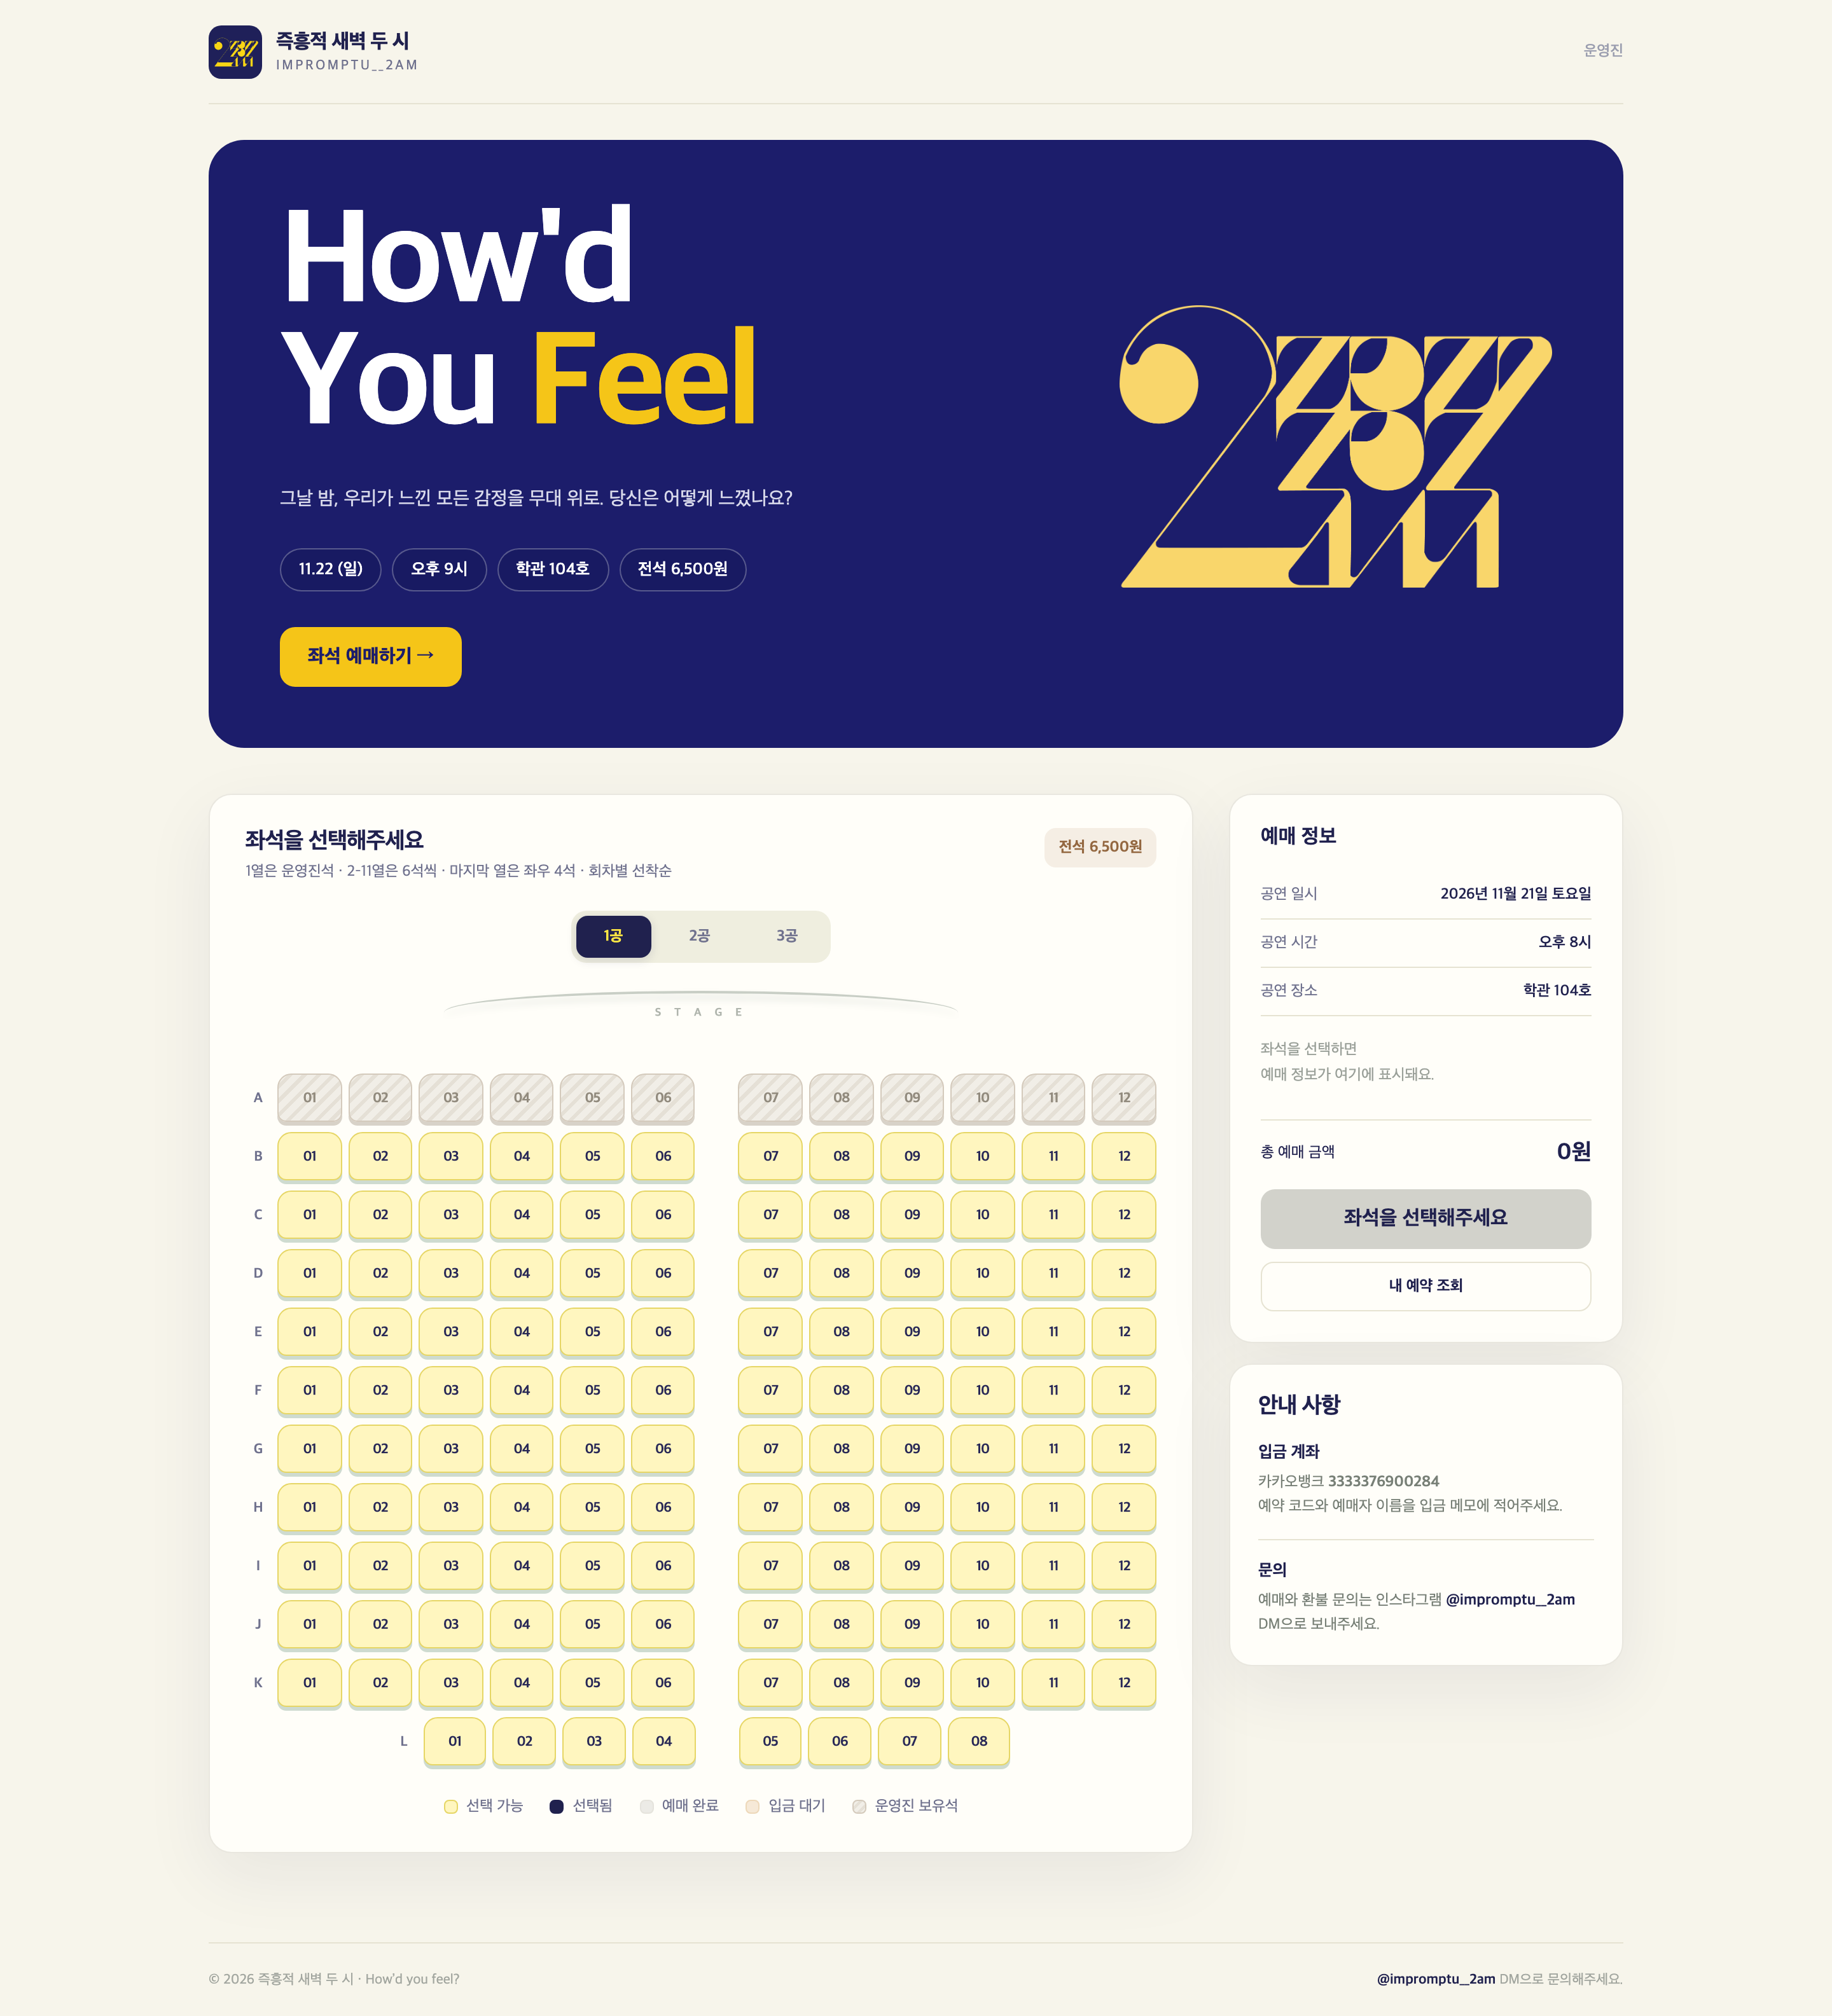 즉흥적 새벽 두 시
IMPROMPTU__2AM
운영진
How'd
You Feel
그날 밤, 우리가 느낀 모든 감정을 무대 위로. 당신은 어떻게 느꼈나요?
11.22 (일) 오후 9시 학관 104호 전석 6,500원
좌석 예매하기 →
2AM
좌석을 선택해주세요
1열은 운영진석 · 2-11열은 6석씩 · 마지막 열은 좌우 4석 · 회차별 선착순
전석 6,500원
1공 2공 3공
STAGE
A 01 02 03 04 05 06 07 08 09 10 11 12
B 01 02 03 04 05 06 07 08 09 10 11 12
C 01 02 03 04 05 06 07 08 09 10 11 12
D 01 02 03 04 05 06 07 08 09 10 11 12
E 01 02 03 04 05 06 07 08 09 10 11 12
F 01 02 03 04 05 06 07 08 09 10 11 12
G 01 02 03 04 05 06 07 08 09 10 11 12
H 01 02 03 04 05 06 07 08 09 10 11 12
I 01 02 03 04 05 06 07 08 09 10 11 12
J 01 02 03 04 05 06 07 08 09 10 11 12
K 01 02 03 04 05 06 07 08 09 10 11 12
L 01 02 03 04 05 06 07 08
선택 가능 선택됨 예매 완료 입금 대기 운영진 보유석
예매 정보
공연 일시 2026년 11월 21일 토요일
공연 시간 오후 8시
공연 장소 학관 104호
좌석을 선택하면
예매 정보가 여기에 표시돼요.
총 예매 금액 0원
좌석을 선택해주세요
내 예약 조회
안내 사항
입금 계좌
카카오뱅크 3333376900284
예약 코드와 예매자 이름을 입금 메모에 적어주세요.
문의
예매와 환불 문의는 인스타그램 @impromptu__2am
DM으로 보내주세요.
© 2026 즉흥적 새벽 두 시 · How'd you feel?
@impromptu__2am DM으로 문의해주세요.